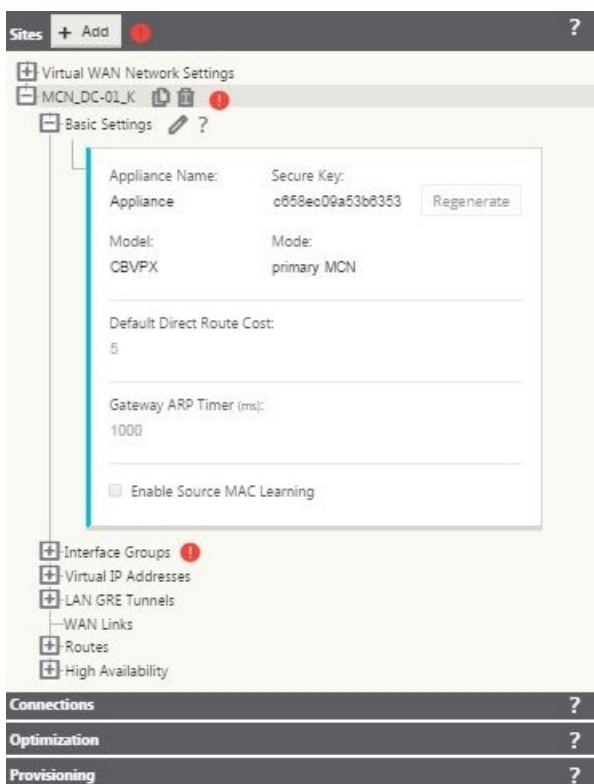 Sites + Add ?
Virtual WAN Network Settings
MCN_DC-01_K
Basic Settings ?
Appliance Name: Secure Key:
Appliance c658ec09a53b6353 Regenerate
Model: Mode:
CBVPX primary MCN
Default Direct Route Cost:
5
Gateway ARP Timer (ms):
1000
Enable Source MAC Learning
Interface Groups
Virtual IP Addresses
LAN GRE Tunnels
WAN Links
Routes
High Availability
Connections ?
Optimization ?
Provisioning ?